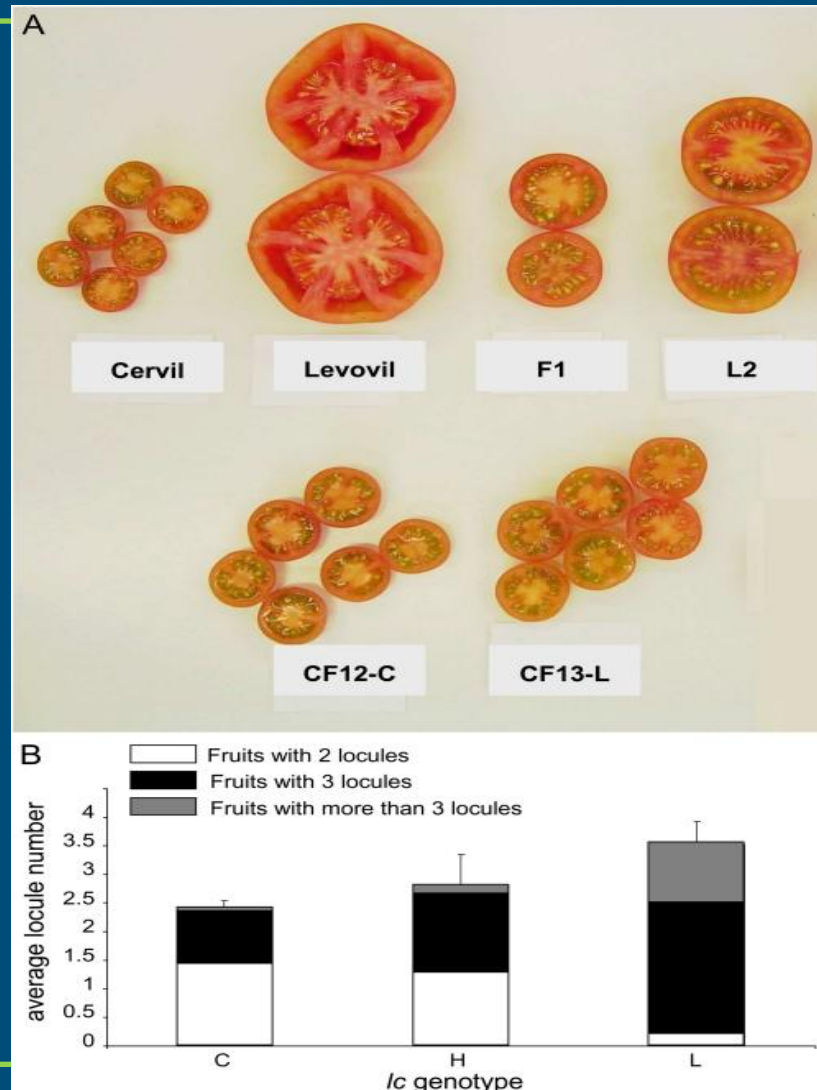 A
Cervil
Levovil
F1
L2
CF12-C
CF13-L
B
Fruits with 2 locules
Fruits with 3 locules
Fruits with more than 3 locules
average locule number
4
3.5
3
2.5
2
1.5
1
0.5
0
C H L
lc genotype